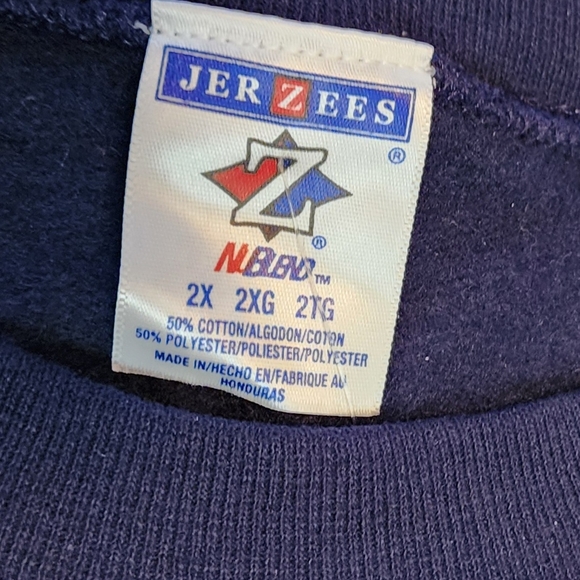 JERZEES
®
Z
®
NUBLEND™
2X 2XG 2TG
50% COTTON/ALGODON/COTON
50% POLYESTER/POLIESTER/POLYESTER
MADE IN/HECHO EN/FABRIQUE AU
HONDURAS